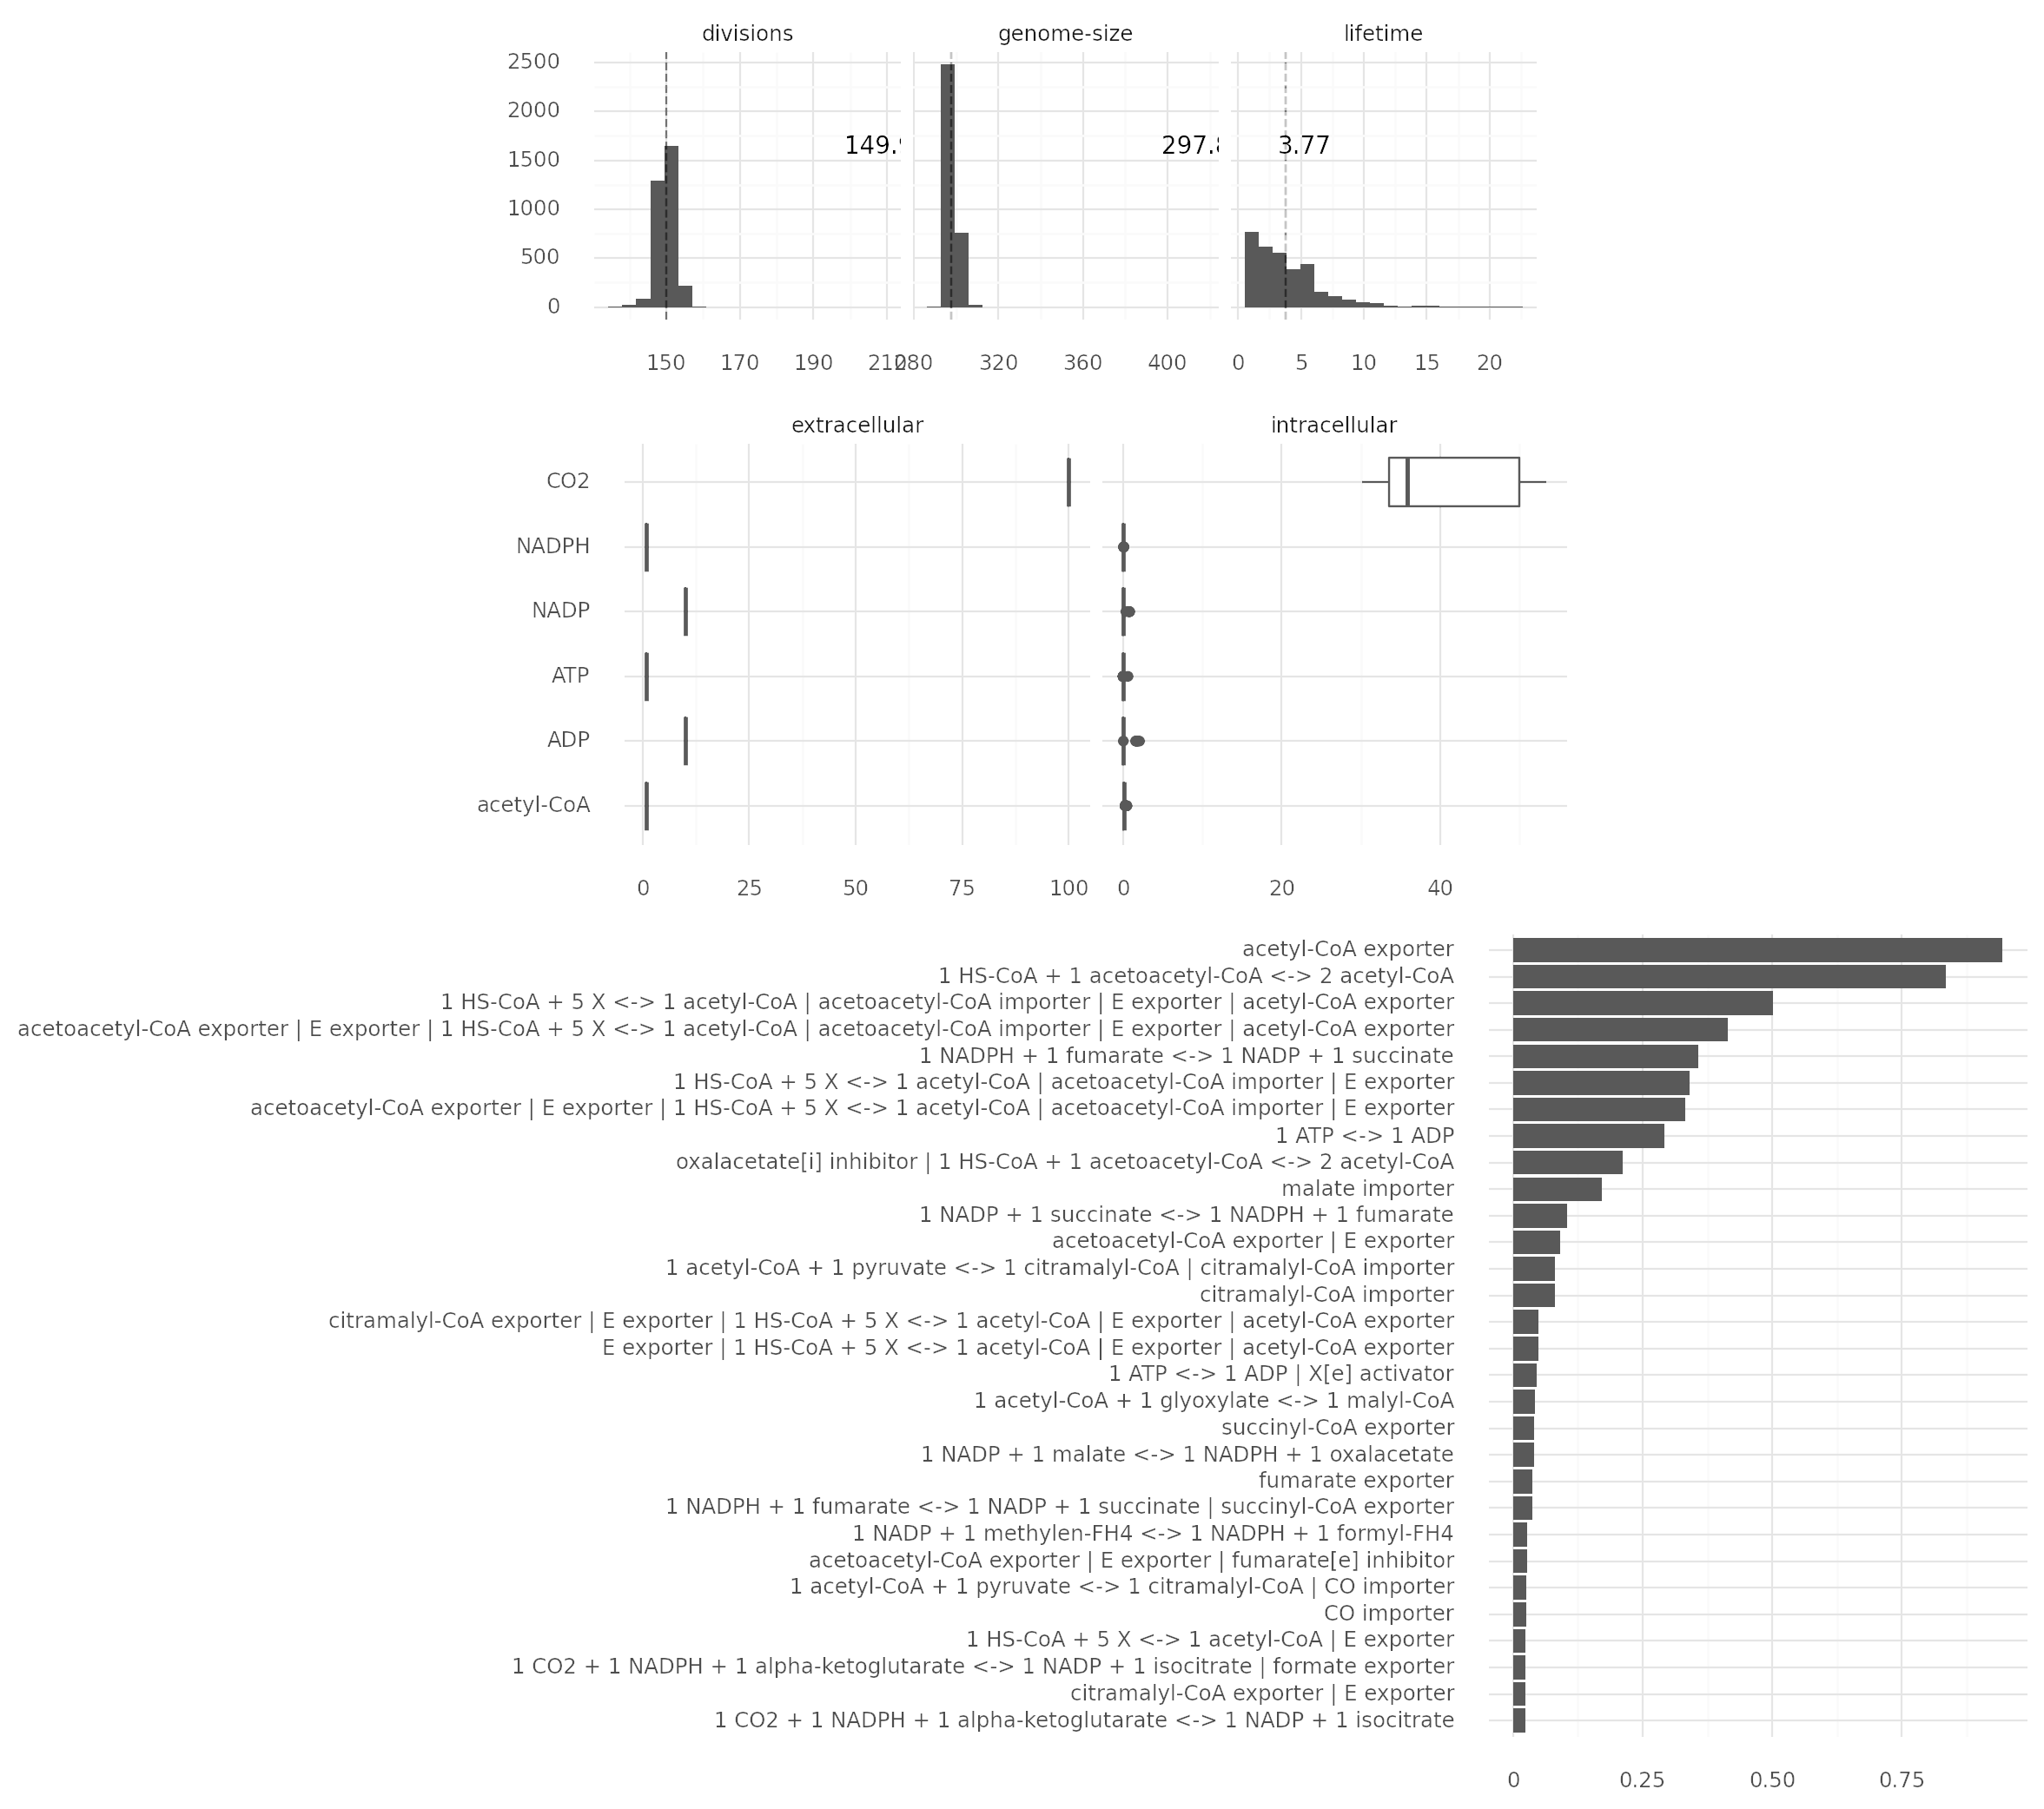 divisions genome-size lifetime
2500
2000
1500
1000
500
0
149.9 297.8 3.77
150 170 190 210 280 320 360 400 0 5 10 15 20
extracellular intracellular
CO2
NADPH
NADP
ATP
ADP
acetyl-CoA
0 25 50 75 100 0 20 40
acetyl-CoA exporter
1 HS-CoA + 1 acetoacetyl-CoA <-> 2 acetyl-CoA
1 HS-CoA + 5 X <-> 1 acetyl-CoA | acetoacetyl-CoA importer | E exporter | acetyl-CoA exporter
acetoacetyl-CoA exporter | E exporter | 1 HS-CoA + 5 X <-> 1 acetyl-CoA | acetoacetyl-CoA importer | E exporter | acetyl-CoA exporter
1 NADPH + 1 fumarate <-> 1 NADP + 1 succinate
1 HS-CoA + 5 X <-> 1 acetyl-CoA | acetoacetyl-CoA importer | E exporter
acetoacetyl-CoA exporter | E exporter | 1 HS-CoA + 5 X <-> 1 acetyl-CoA | acetoacetyl-CoA importer | E exporter
1 ATP <-> 1 ADP
oxalacetate[i] inhibitor | 1 HS-CoA + 1 acetoacetyl-CoA <-> 2 acetyl-CoA
malate importer
1 NADP + 1 succinate <-> 1 NADPH + 1 fumarate
acetoacetyl-CoA exporter | E exporter
1 acetyl-CoA + 1 pyruvate <-> 1 citramalyl-CoA | citramalyl-CoA importer
citramalyl-CoA importer
citramalyl-CoA exporter | E exporter | 1 HS-CoA + 5 X <-> 1 acetyl-CoA | E exporter | acetyl-CoA exporter
E exporter | 1 HS-CoA + 5 X <-> 1 acetyl-CoA | E exporter | acetyl-CoA exporter
1 ATP <-> 1 ADP | X[e] activator
1 acetyl-CoA + 1 glyoxylate <-> 1 malyl-CoA
succinyl-CoA exporter
1 NADP + 1 malate <-> 1 NADPH + 1 oxalacetate
fumarate exporter
1 NADPH + 1 fumarate <-> 1 NADP + 1 succinate | succinyl-CoA exporter
1 NADP + 1 methylen-FH4 <-> 1 NADPH + 1 formyl-FH4
acetoacetyl-CoA exporter | E exporter | fumarate[e] inhibitor
1 acetyl-CoA + 1 pyruvate <-> 1 citramalyl-CoA | CO importer
CO importer
1 HS-CoA + 5 X <-> 1 acetyl-CoA | E exporter
1 CO2 + 1 NADPH + 1 alpha-ketoglutarate <-> 1 NADP + 1 isocitrate | formate exporter
citramalyl-CoA exporter | E exporter
1 CO2 + 1 NADPH + 1 alpha-ketoglutarate <-> 1 NADP + 1 isocitrate
0 0.25 0.50 0.75